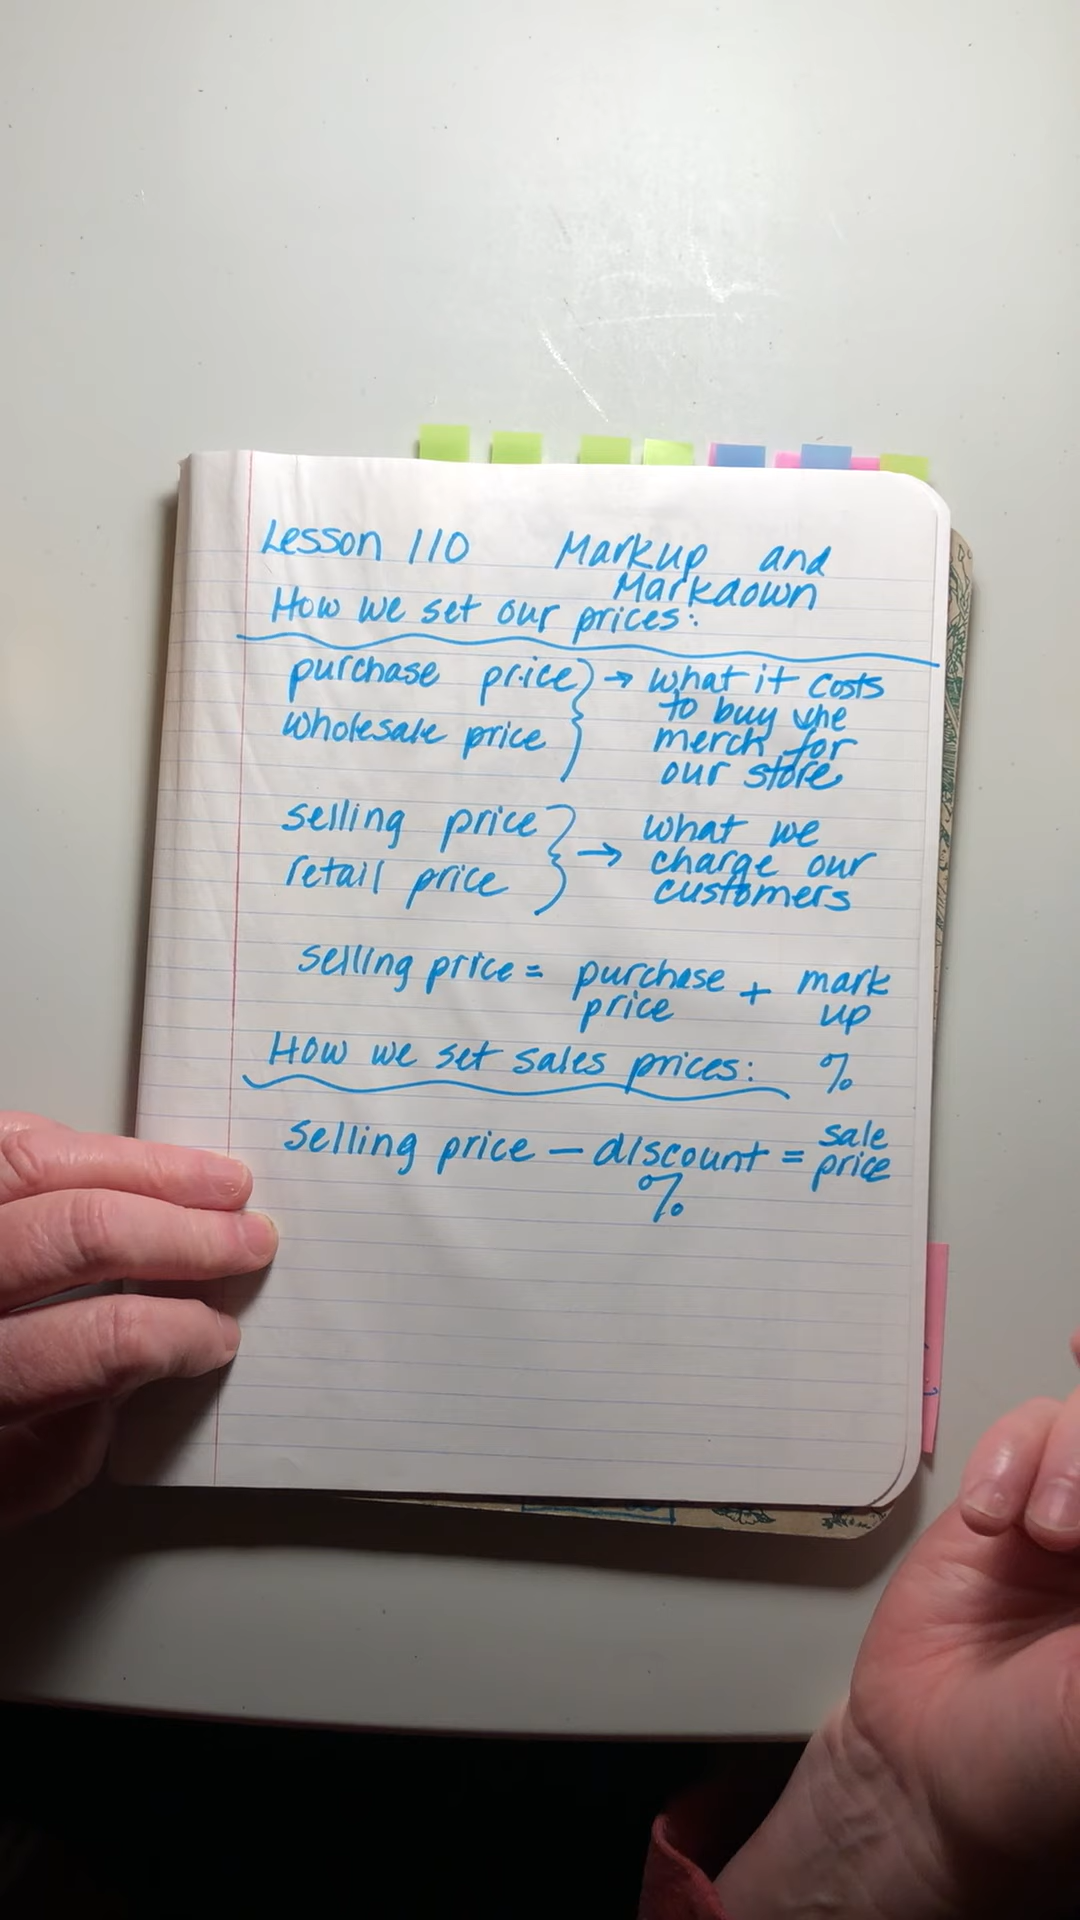 Lesson 110 Markup and
Markdown
How we set our prices:
purchase price } → what it costs
to buy the
wholesale price merch for
our store
selling price } → what we
charge our
retail price customers
selling price = purchase + mark
price up
How we set sales prices: %
selling price − discount = sale
price
%